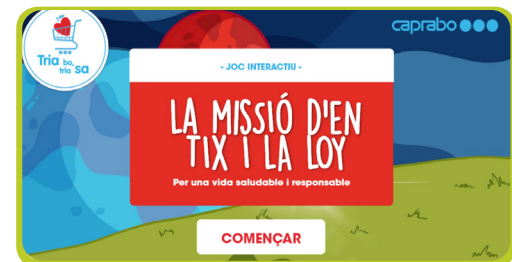 Tria bo,
tria sa
caprabo
- JOC INTERACTIU -
LA MISSIÓ D'EN
TIX I LA LOY
Per una vida saludable i responsable
COMENÇAR